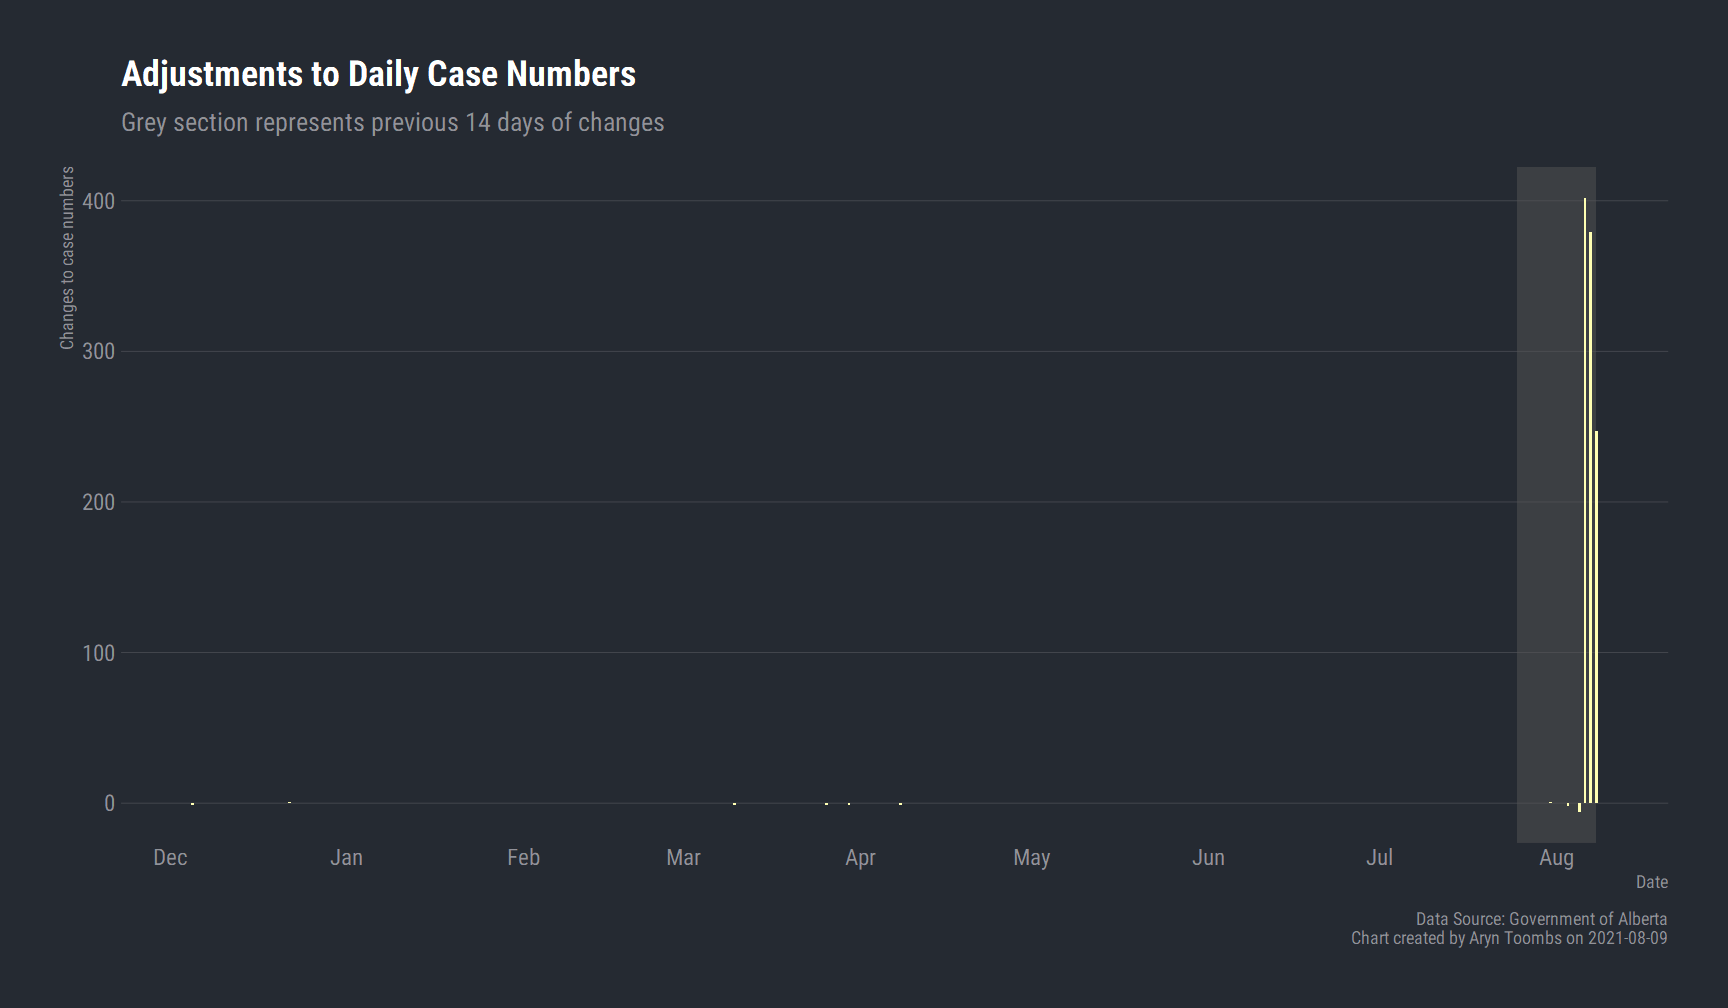 Adjustments to Daily Case Numbers
Grey section represents previous 14 days of changes
Changes to case numbers
400
300
200
100
0
Dec Jan Feb Mar Apr May Jun Jul Aug
Date
Data Source: Government of Alberta
Chart created by Aryn Toombs on 2021-08-09